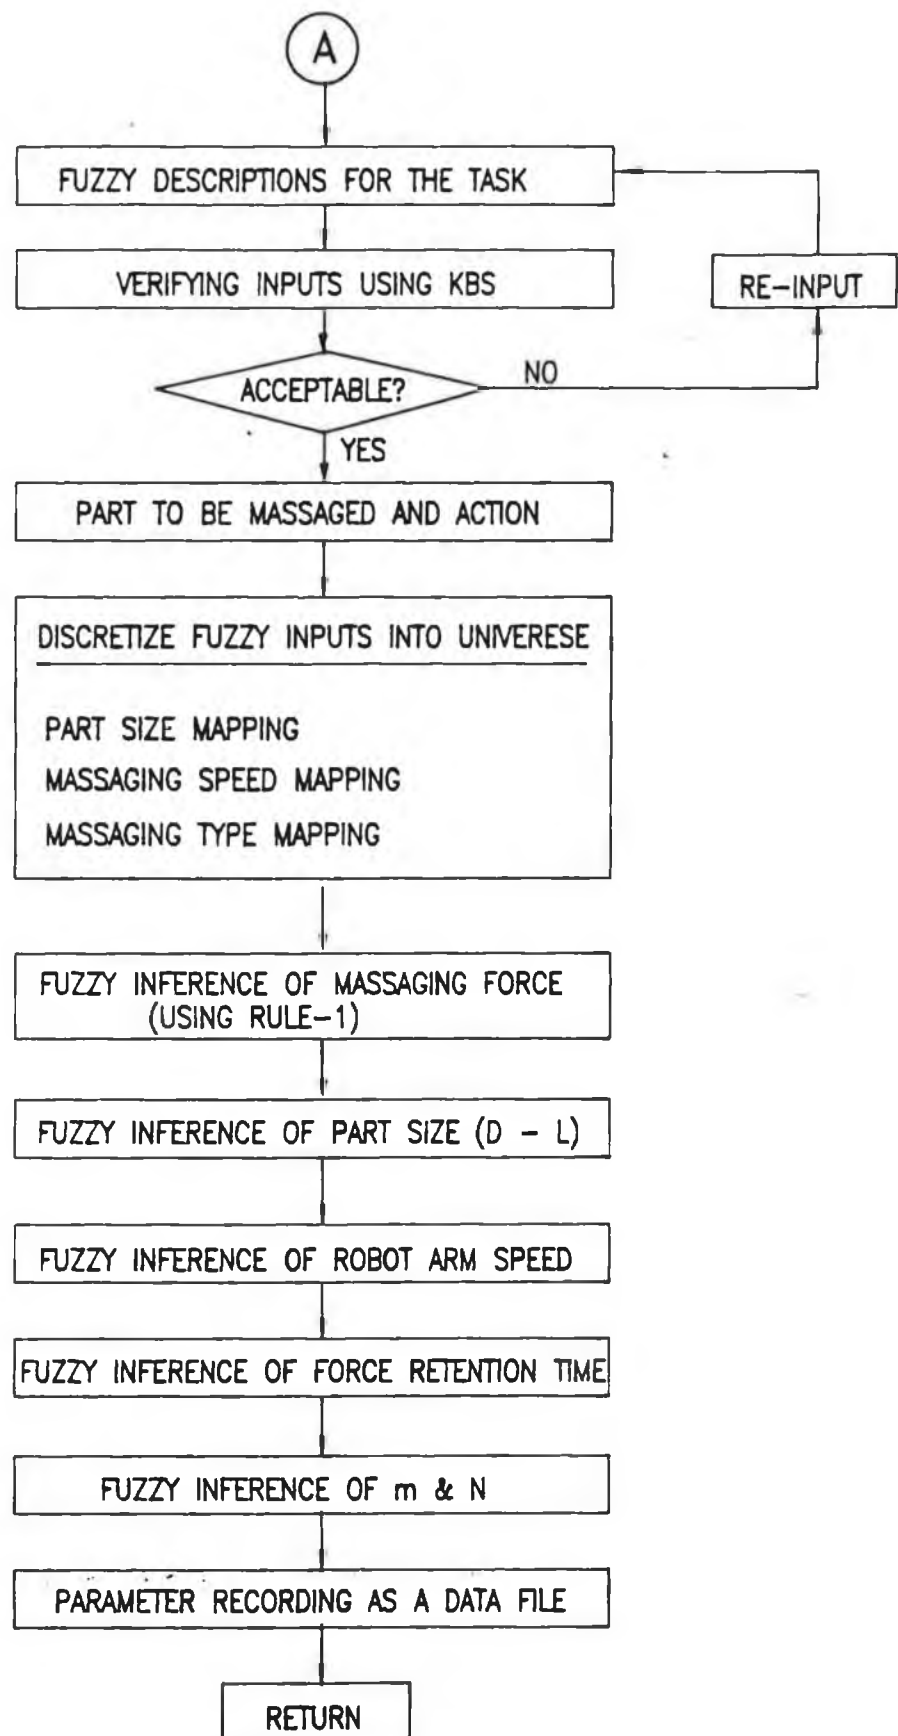 A
FUZZY DESCRIPTIONS FOR THE TASK
VERIFYING INPUTS USING KBS
RE-INPUT
ACCEPTABLE?
NO
YES
PART TO BE MASSAGED AND ACTION
DISCRETIZE FUZZY INPUTS INTO UNIVERESE
PART SIZE MAPPING
MASSAGING SPEED MAPPING
MASSAGING TYPE MAPPING
FUZZY INFERENCE OF MASSAGING FORCE
(USING RULE-1)
FUZZY INFERENCE OF PART SIZE (D - L)
FUZZY INFERENCE OF ROBOT ARM SPEED
FUZZY INFERENCE OF FORCE RETENTION TIME
FUZZY INFERENCE OF m & N
PARAMETER RECORDING AS A DATA FILE
RETURN